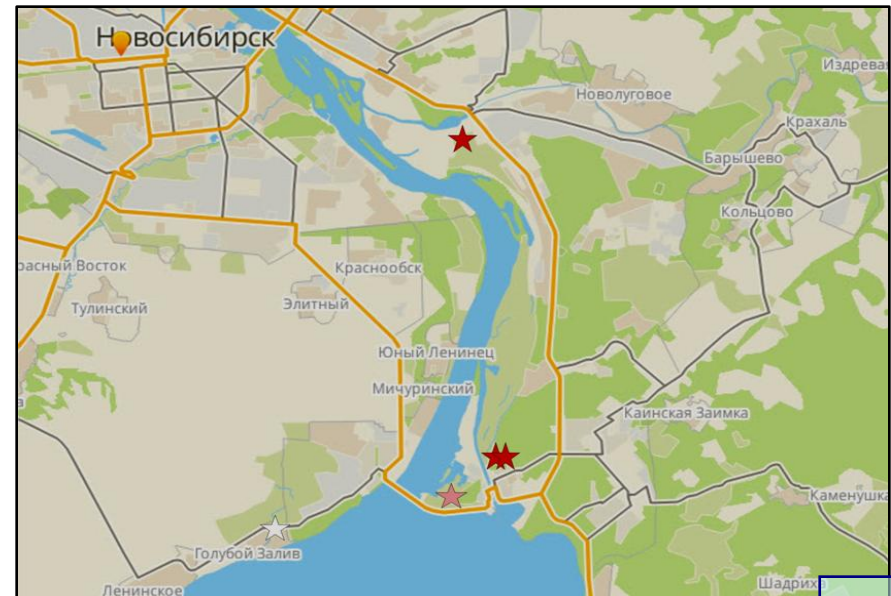 Новосибирск
Издревая
Новолуговое
Крахаль
Барышево
Кольцово
расный Восток
Краснообск
Тулинский
Элитный
Юный Ленинец
Мичуринский
Каинская Заимка
Каменушка
Голубой Залив
Шадриха
Ленинское